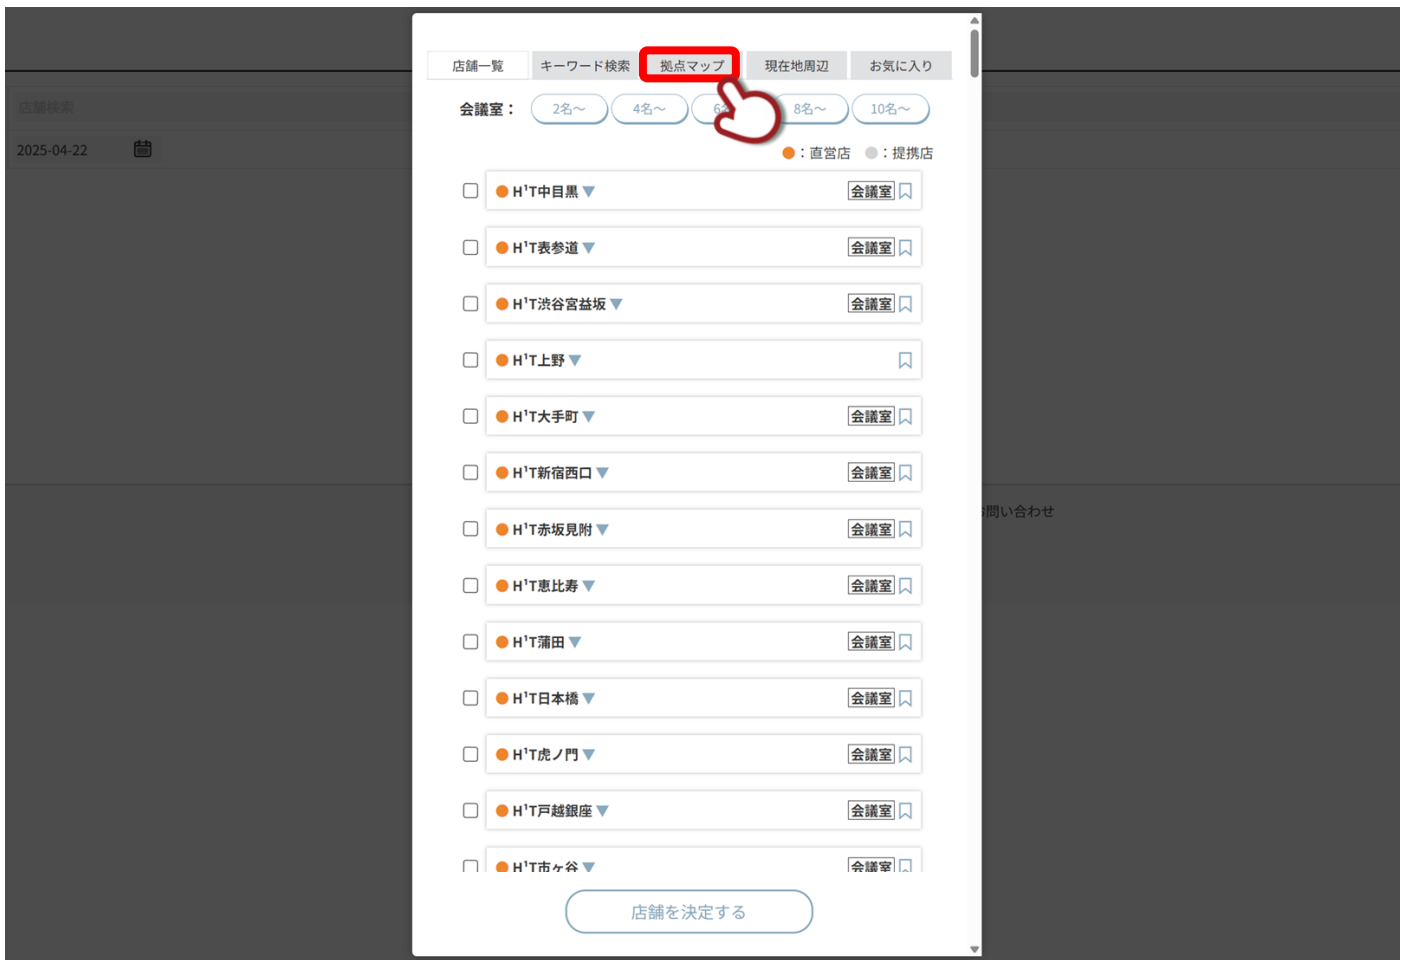 店舗一覧 キーワード検索 拠点マップ 現在地周辺 お気に入り
店舗検索
会議室： 2名～ 4名～ 8名～ 10名～
2025-04-22
：直営店 ：提携店
H¹T中目黒▼ 会議室
H¹T表参道▼ 会議室
H¹T渋谷宮益坂▼ 会議室
H¹T上野▼
H¹T大手町▼ 会議室
H¹T新宿西口▼ 会議室
問い合わせ
H¹T赤坂見附▼ 会議室
H¹T恵比寿▼ 会議室
H¹T蒲田▼ 会議室
H¹T日本橋▼ 会議室
H¹T虎ノ門▼ 会議室
H¹T戸越銀座▼ 会議室
H¹T市ヶ谷▼ 会議室
店舗を決定する